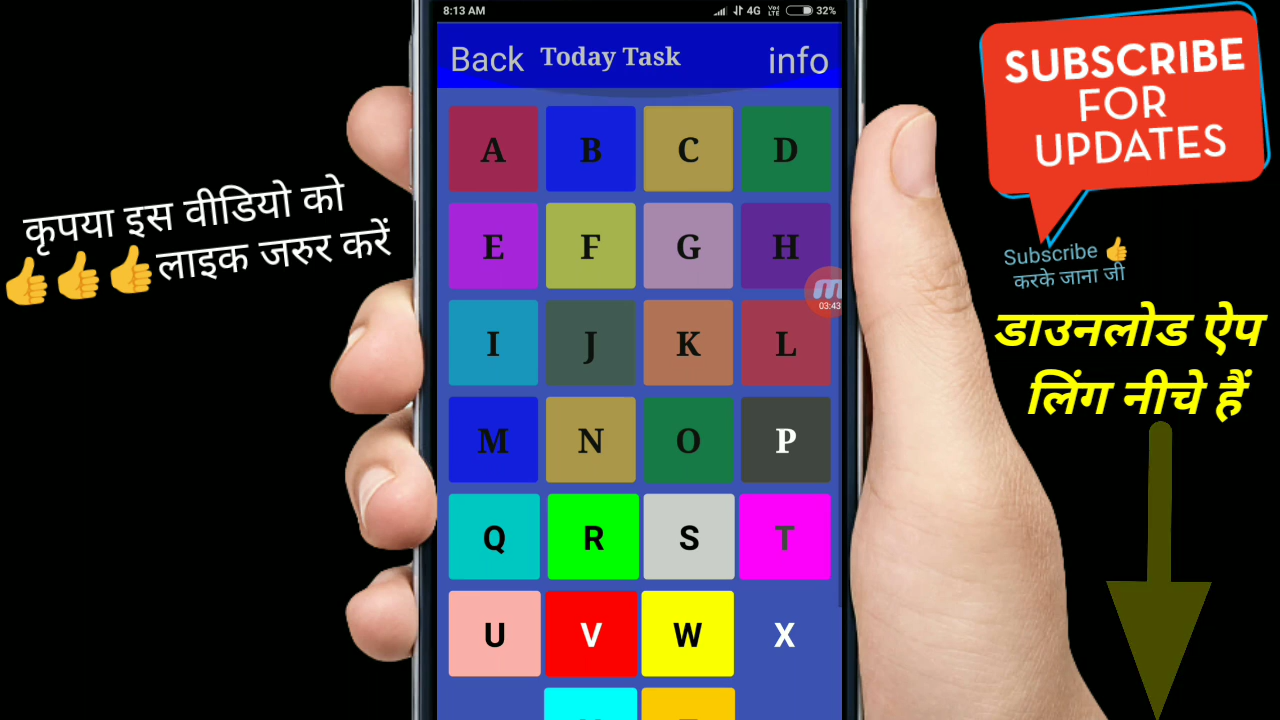 8:13 AM
4G VoLTE 32%
Back Today Task info
A B C D
E F G H
I J K L
M N O P
Q R S T
U V W X
03:43
कृपया इस वीडियो को
👍👍👍लाइक जरुर करें
SUBSCRIBE
FOR
UPDATES
Subscribe 👍
करके जाना जी
डाउनलोड ऐप
लिंग नीचे हैं